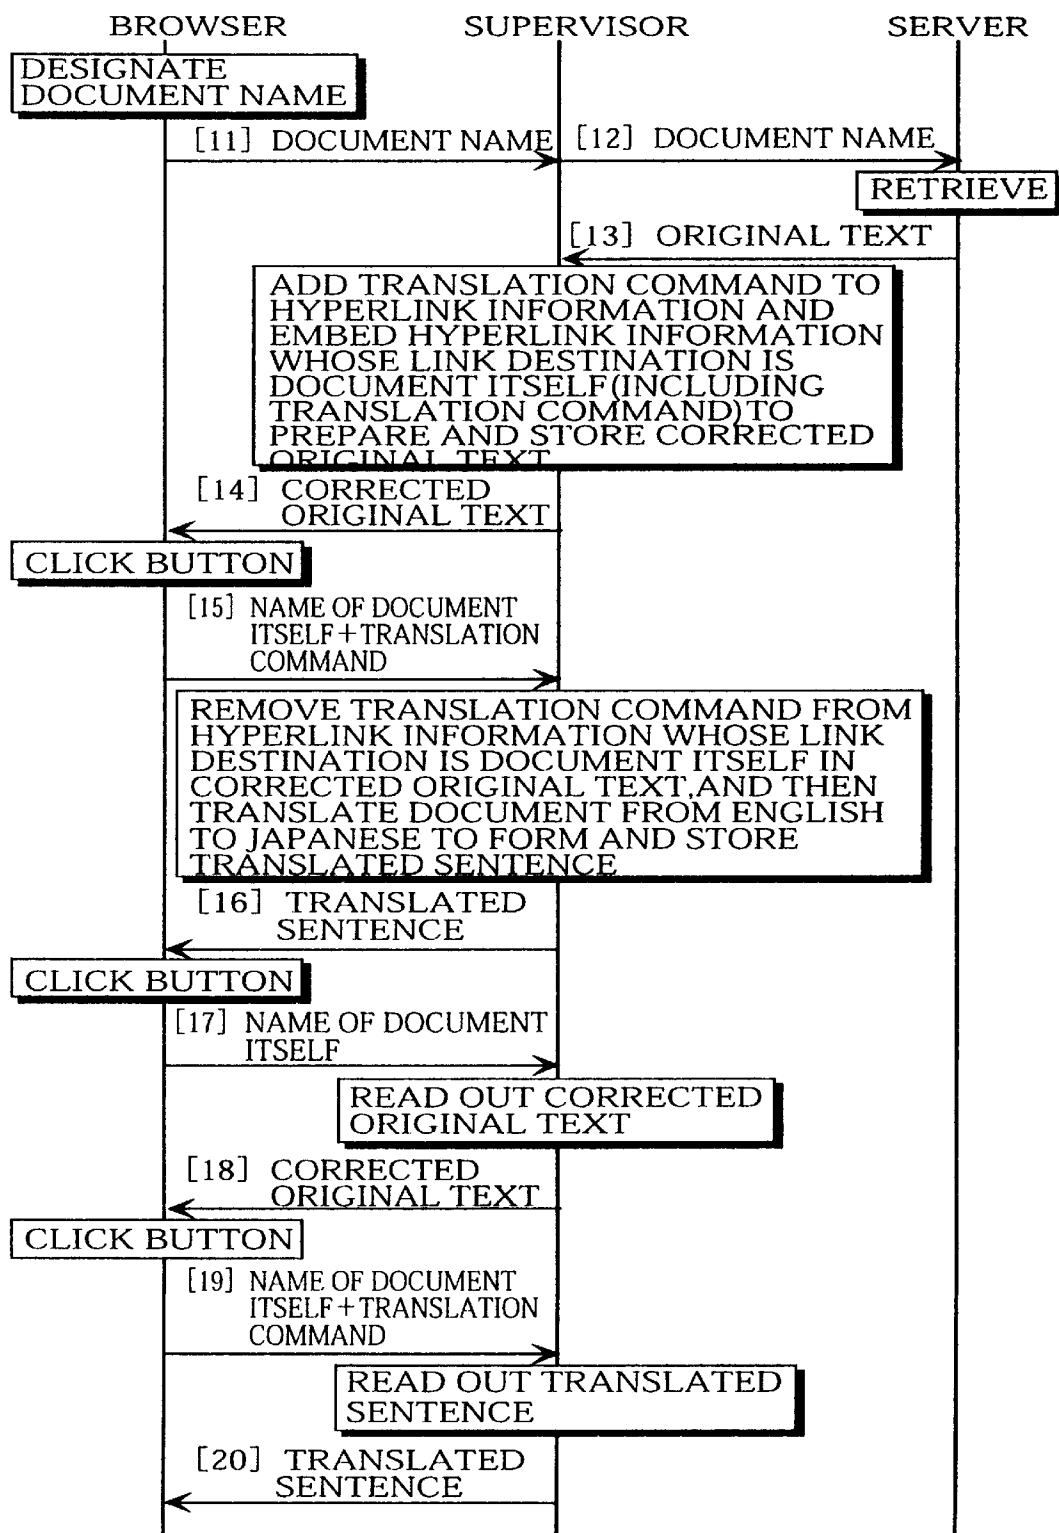 BROWSER SUPERVISOR SERVER
DESIGNATE
DOCUMENT NAME
[11] DOCUMENT NAME [12] DOCUMENT NAME
RETRIEVE
[13] ORIGINAL TEXT
ADD TRANSLATION COMMAND TO
HYPERLINK INFORMATION AND
EMBED HYPERLINK INFORMATION
WHOSE LINK DESTINATION IS
DOCUMENT ITSELF(INCLUDING
TRANSLATION COMMAND)TO
PREPARE AND STORE CORRECTED
ORIGINAL TEXT
[14] CORRECTED
ORIGINAL TEXT
CLICK BUTTON
[15] NAME OF DOCUMENT
ITSELF+TRANSLATION
COMMAND
REMOVE TRANSLATION COMMAND FROM
HYPERLINK INFORMATION WHOSE LINK
DESTINATION IS DOCUMENT ITSELF IN
CORRECTED ORIGINAL TEXT,AND THEN
TRANSLATE DOCUMENT FROM ENGLISH
TO JAPANESE TO FORM AND STORE
TRANSLATED SENTENCE
[16] TRANSLATED
SENTENCE
CLICK BUTTON
[17] NAME OF DOCUMENT
ITSELF
READ OUT CORRECTED
ORIGINAL TEXT
[18] CORRECTED
ORIGINAL TEXT
CLICK BUTTON
[19] NAME OF DOCUMENT
ITSELF+TRANSLATION
COMMAND
READ OUT TRANSLATED
SENTENCE
[20] TRANSLATED
SENTENCE